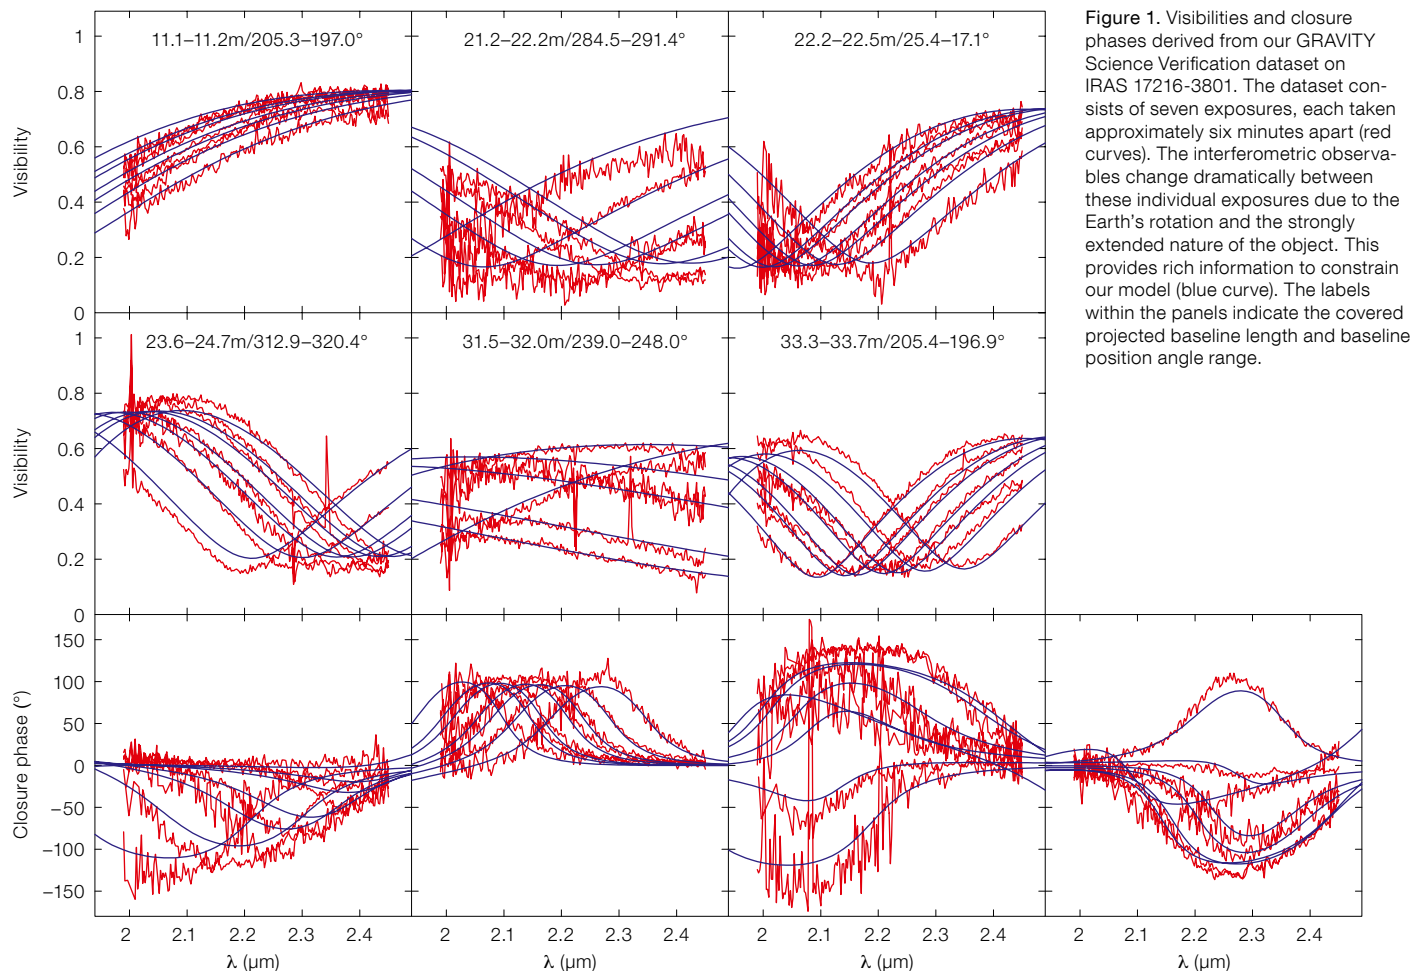 1
0.8
0.6
0.4
0.2
0
Visibility
11.1–11.2m/205.3–197.0°
21.2–22.2m/284.5–291.4°
22.2–22.5m/25.4–17.1°
Figure 1. Visibilities and closure
phases derived from our GRAVITY
Science Verification dataset on
IRAS 17216-3801. The dataset con-
sists of seven exposures, each taken
approximately six minutes apart (red
curves). The interferometric observa-
bles change dramatically between
these individual exposures due to the
Earth's rotation and the strongly
extended nature of the object. This
provides rich information to constrain
our model (blue curve). The labels
within the panels indicate the covered
projected baseline length and baseline
position angle range.
1
0.8
0.6
0.4
0.2
0
Visibility
23.6–24.7m/312.9–320.4°
31.5–32.0m/239.0–248.0°
33.3–33.7m/205.4–196.9°
150
100
50
0
–50
–100
–150
Closure phase (°)
2 2.1 2.2 2.3 2.4
λ (μm)
2 2.1 2.2 2.3 2.4
λ (μm)
2 2.1 2.2 2.3 2.4
λ (μm)
2 2.1 2.2 2.3 2.4
λ (μm)